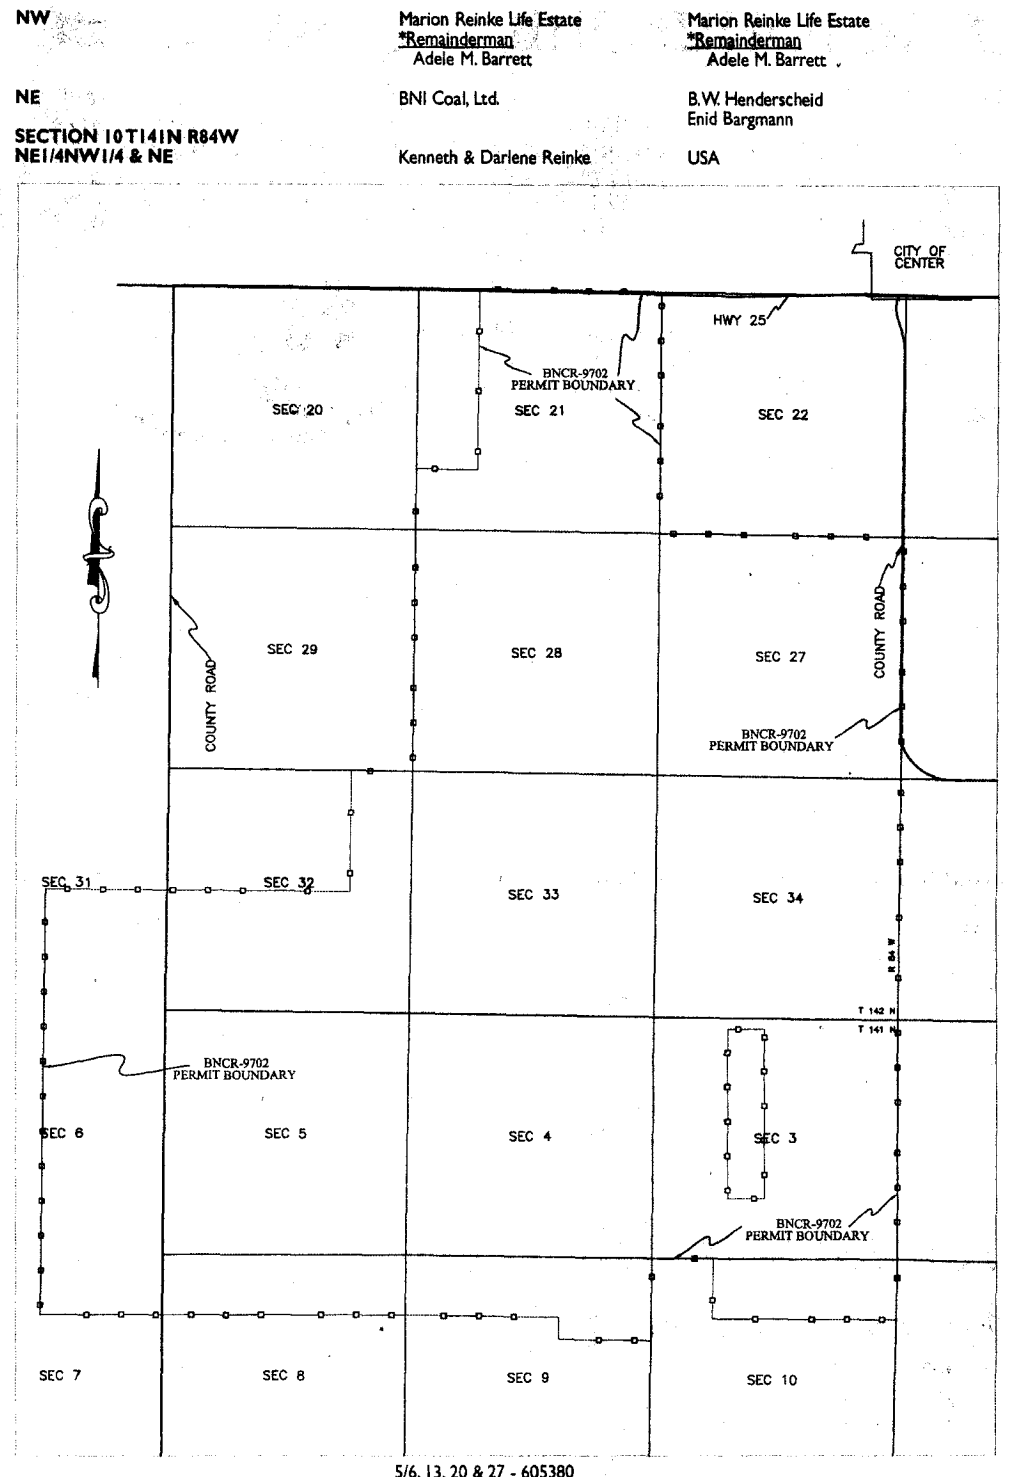 NW
Marion Reinke Life Estate
*Remainderman
Adele M. Barrett
Marion Reinke Life Estate
*Remainderman
Adele M. Barrett
NE
BNI Coal, Ltd.
B.W. Henderscheid
Enid Bargmann
SECTION 10 T141N R84W
NE1/4NW1/4 & NE
Kenneth & Darlene Reinke
USA
CITY OF
CENTER
HWY 25
BNCR-9702
PERMIT BOUNDARY
SEC 20
SEC 21
SEC 22
COUNTY ROAD
COUNTY ROAD
SEC 29
SEC 28
SEC 27
BNCR-9702
PERMIT BOUNDARY
SEC 31
SEC 32
SEC 33
SEC 34
R 84 W
T 142 N
T 141 N
BNCR-9702
PERMIT BOUNDARY
SEC 6
SEC 5
SEC 4
SEC 3
BNCR-9702
PERMIT BOUNDARY
SEC 7
SEC 8
SEC 9
SEC 10
5/6, 13, 20 & 27 - 605380